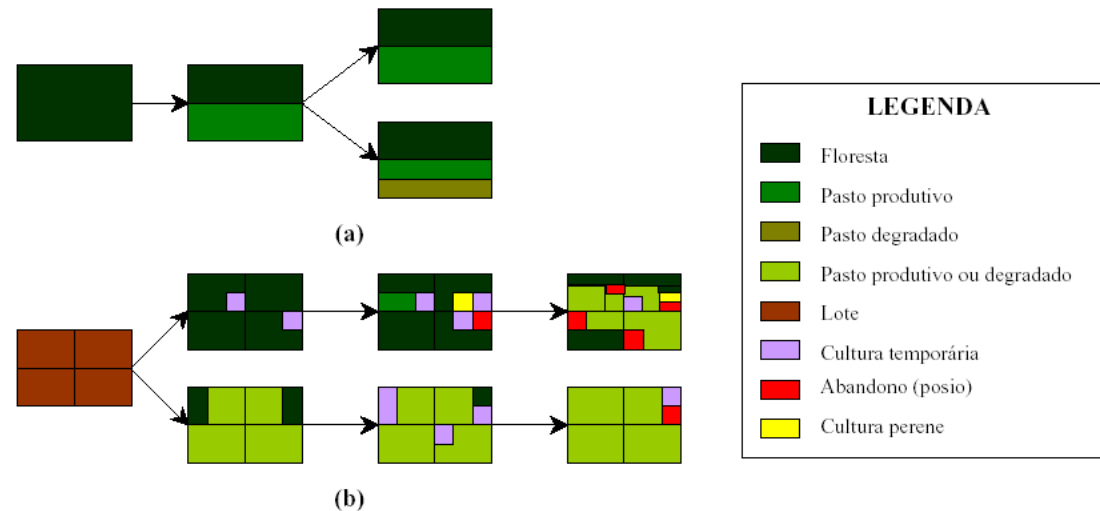 (a)
(b)
LEGENDA
Floresta
Pasto produtivo
Pasto degradado
Pasto produtivo ou degradado
Lote
Cultura temporária
Abandono (posio)
Cultura perene